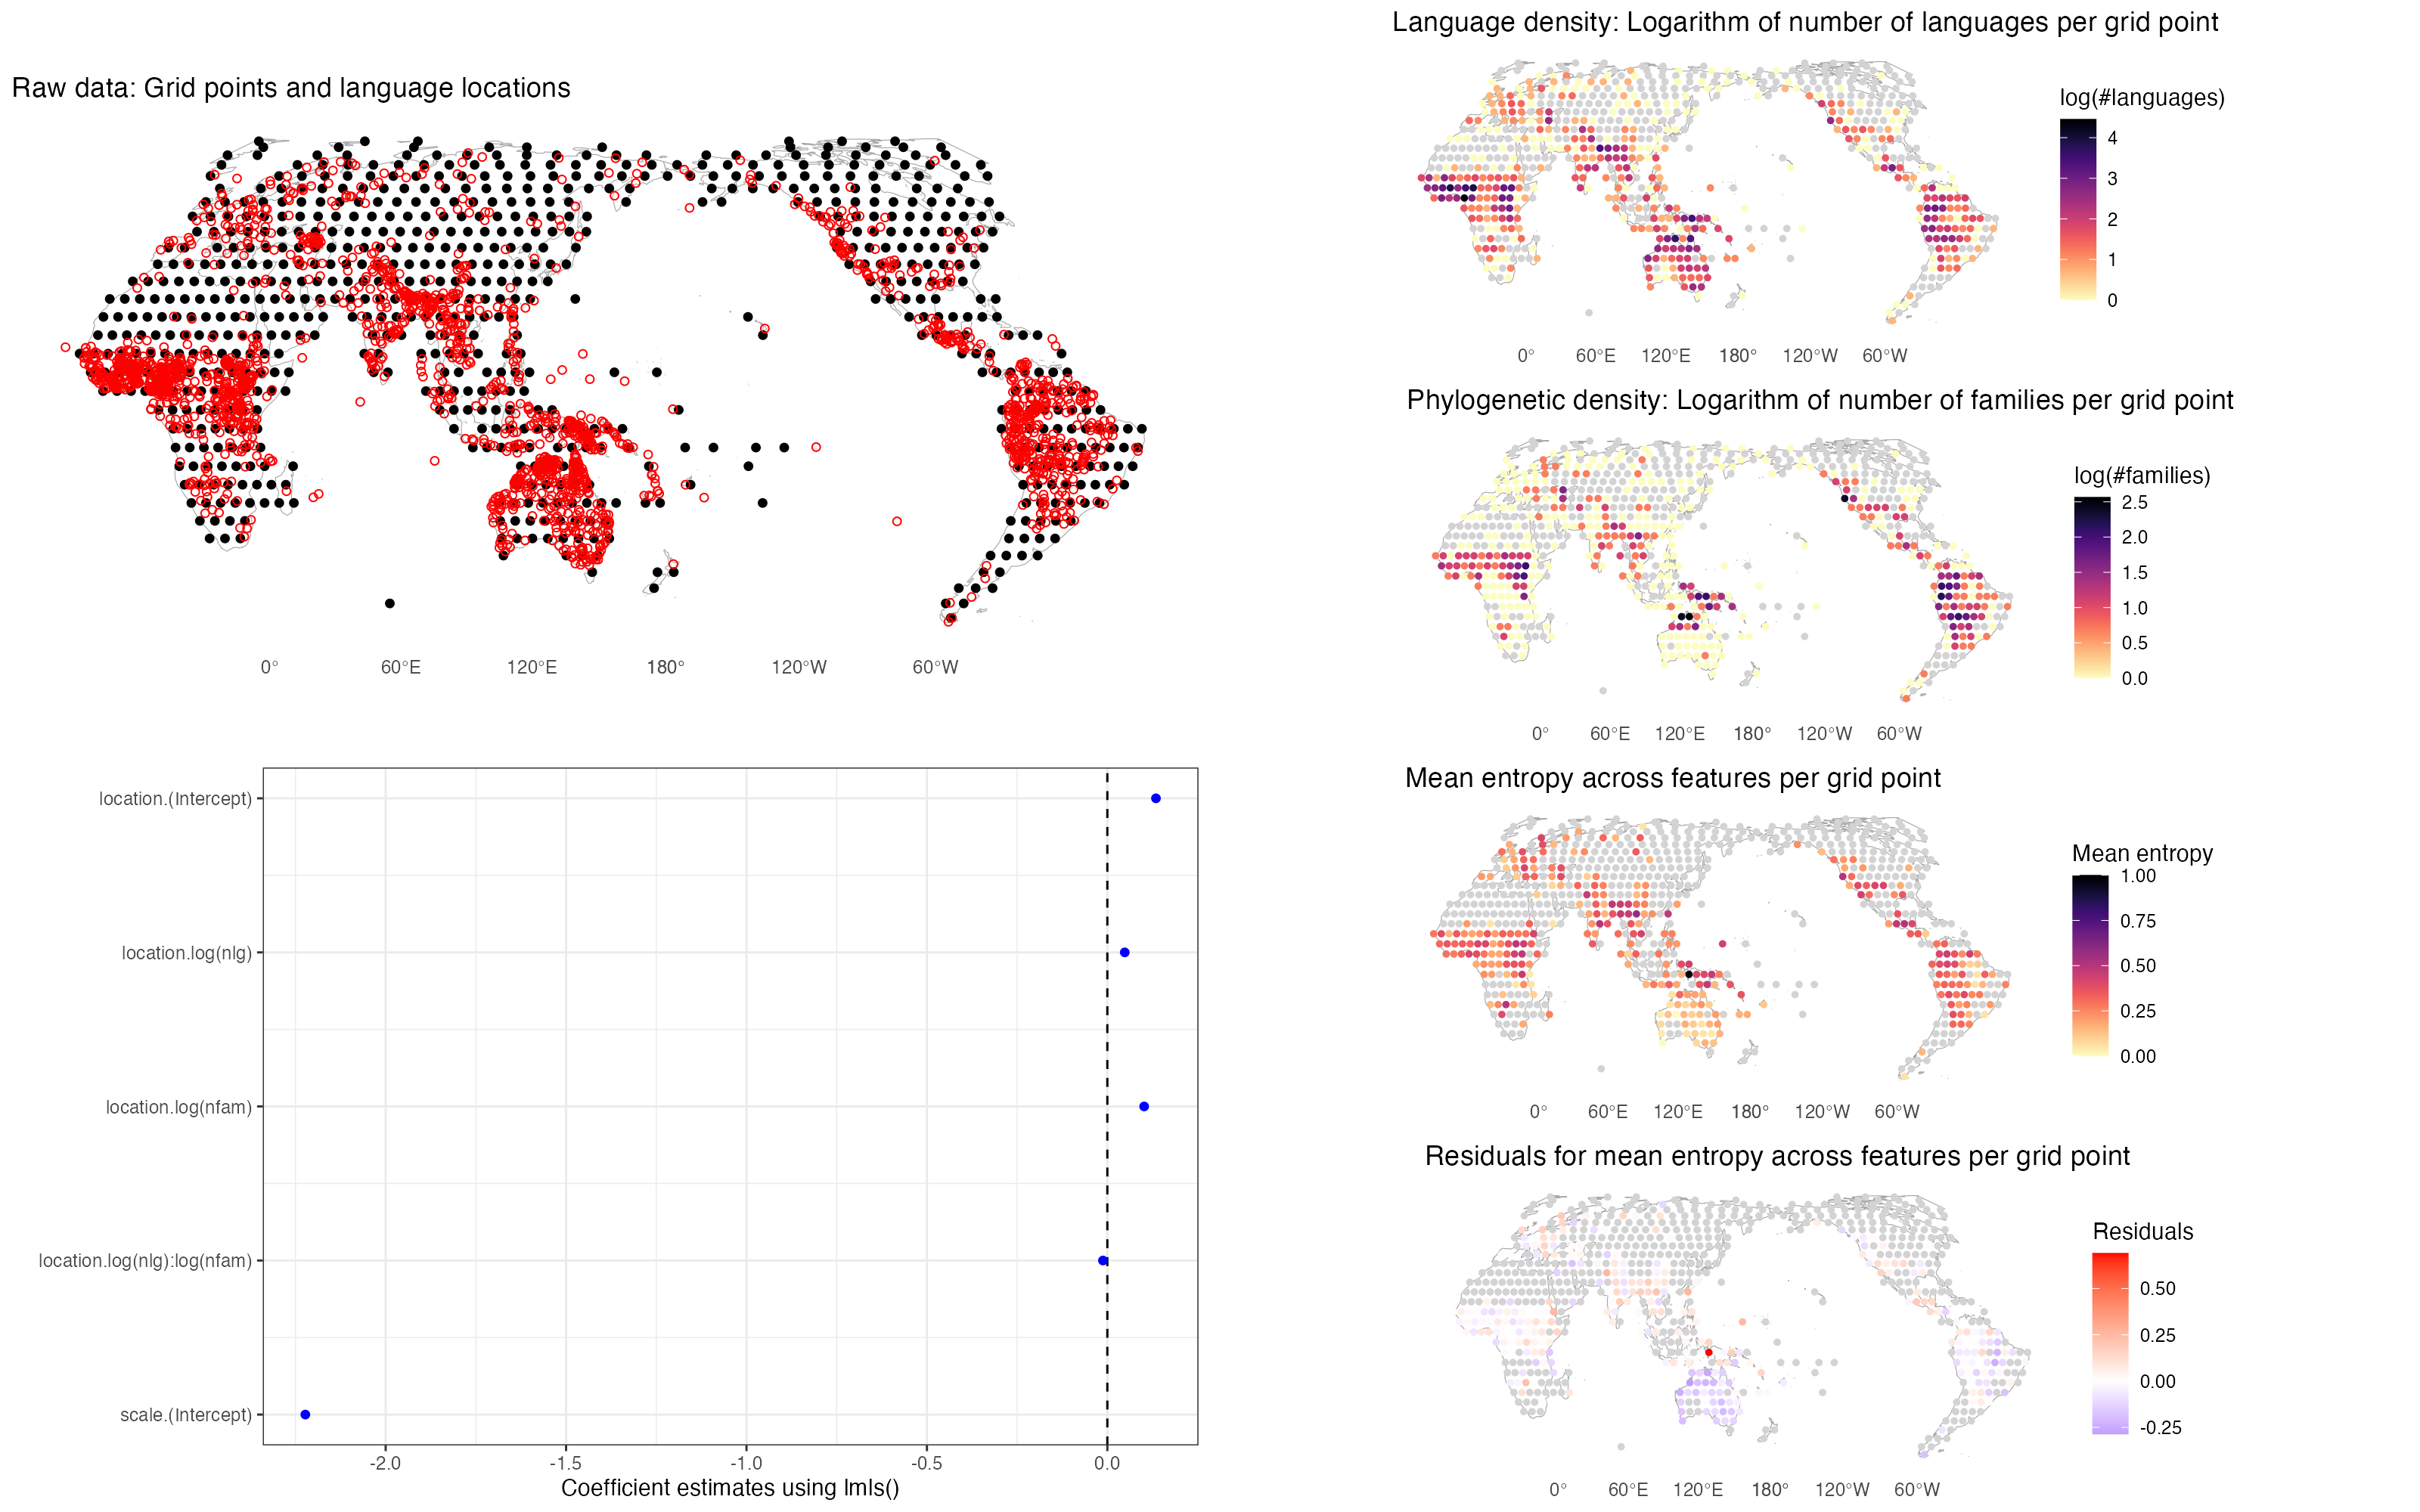 Raw data: Grid points and language locations
0° 60°E 120°E 180° 120°W 60°W
location.(Intercept)
location.log(nlg)
location.log(nfam)
location.log(nlg):log(nfam)
scale.(Intercept)
-2.0 -1.5 -1.0 -0.5 0.0
Coefficient estimates using lmls()
Language density: Logarithm of number of languages per grid point
log(#languages)
4
3
2
1
0
0° 60°E 120°E 180° 120°W 60°W
Phylogenetic density: Logarithm of number of families per grid point
log(#families)
2.5
2.0
1.5
1.0
0.5
0.0
0° 60°E 120°E 180° 120°W 60°W
Mean entropy across features per grid point
Mean entropy
1.00
0.75
0.50
0.25
0.00
0° 60°E 120°E 180° 120°W 60°W
Residuals for mean entropy across features per grid point
Residuals
0.50
0.25
0.00
-0.25
0° 60°E 120°E 180° 120°W 60°W